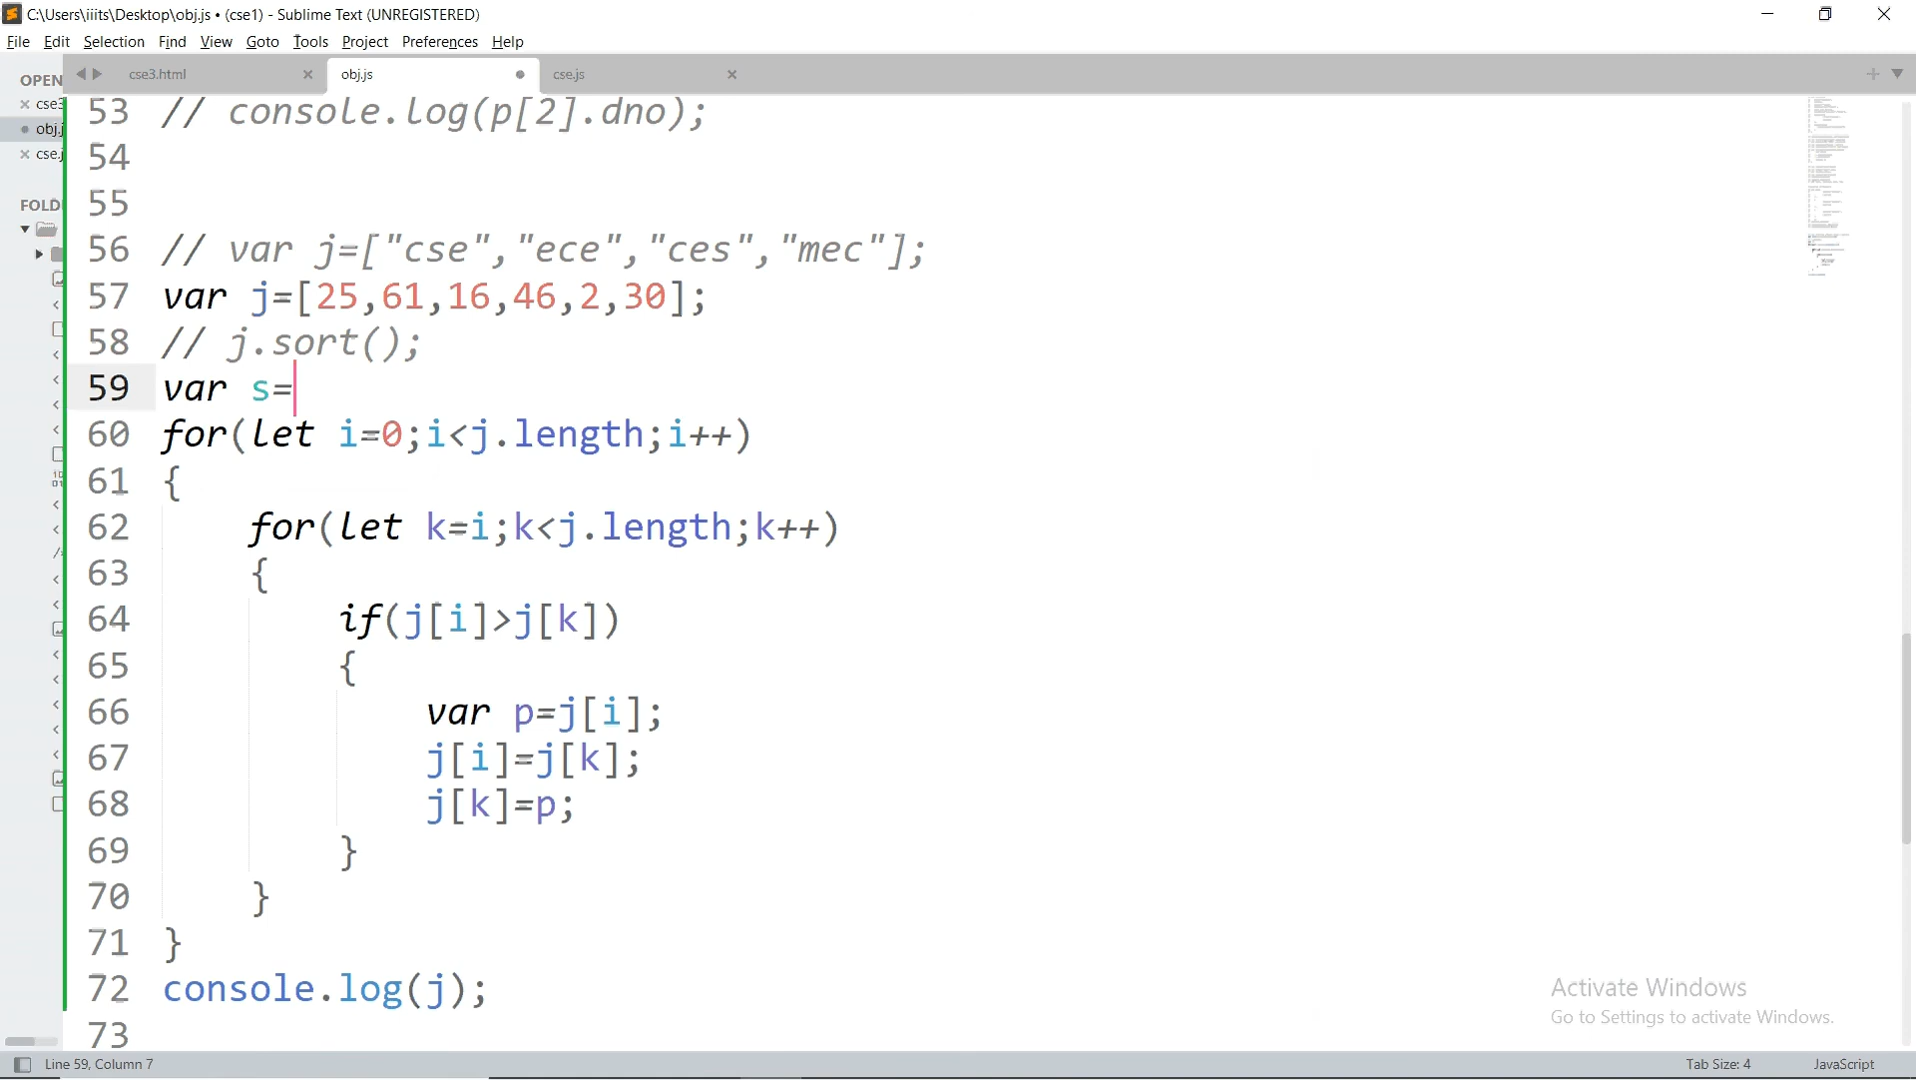 C:\Users\iiits\Desktop\obj.js • (cse1) - Sublime Text (UNREGISTERED)
File Edit Selection Find View Goto Tools Project Preferences Help
OPEN
cse3.html
obj.js
cse.js
cse3
obj.j
cse.j
FOLD
53 // console.log(p[2].dno);
54
55
56 // var j=["cse","ece","ces","mec"];
57 var j=[25,61,16,46,2,30];
58 // j.sort();
59 var s=
60 for(let i=0;i<j.length;i++)
61 {
62 for(let k=i;k<j.length;k++)
63 {
64 if(j[i]>j[k])
65 {
66 var p=j[i];
67 j[i]=j[k];
68 j[k]=p;
69 }
70 }
71 }
72 console.log(j);
73
Activate Windows
Go to Settings to activate Windows.
Line 59, Column 7
Tab Size: 4
JavaScript